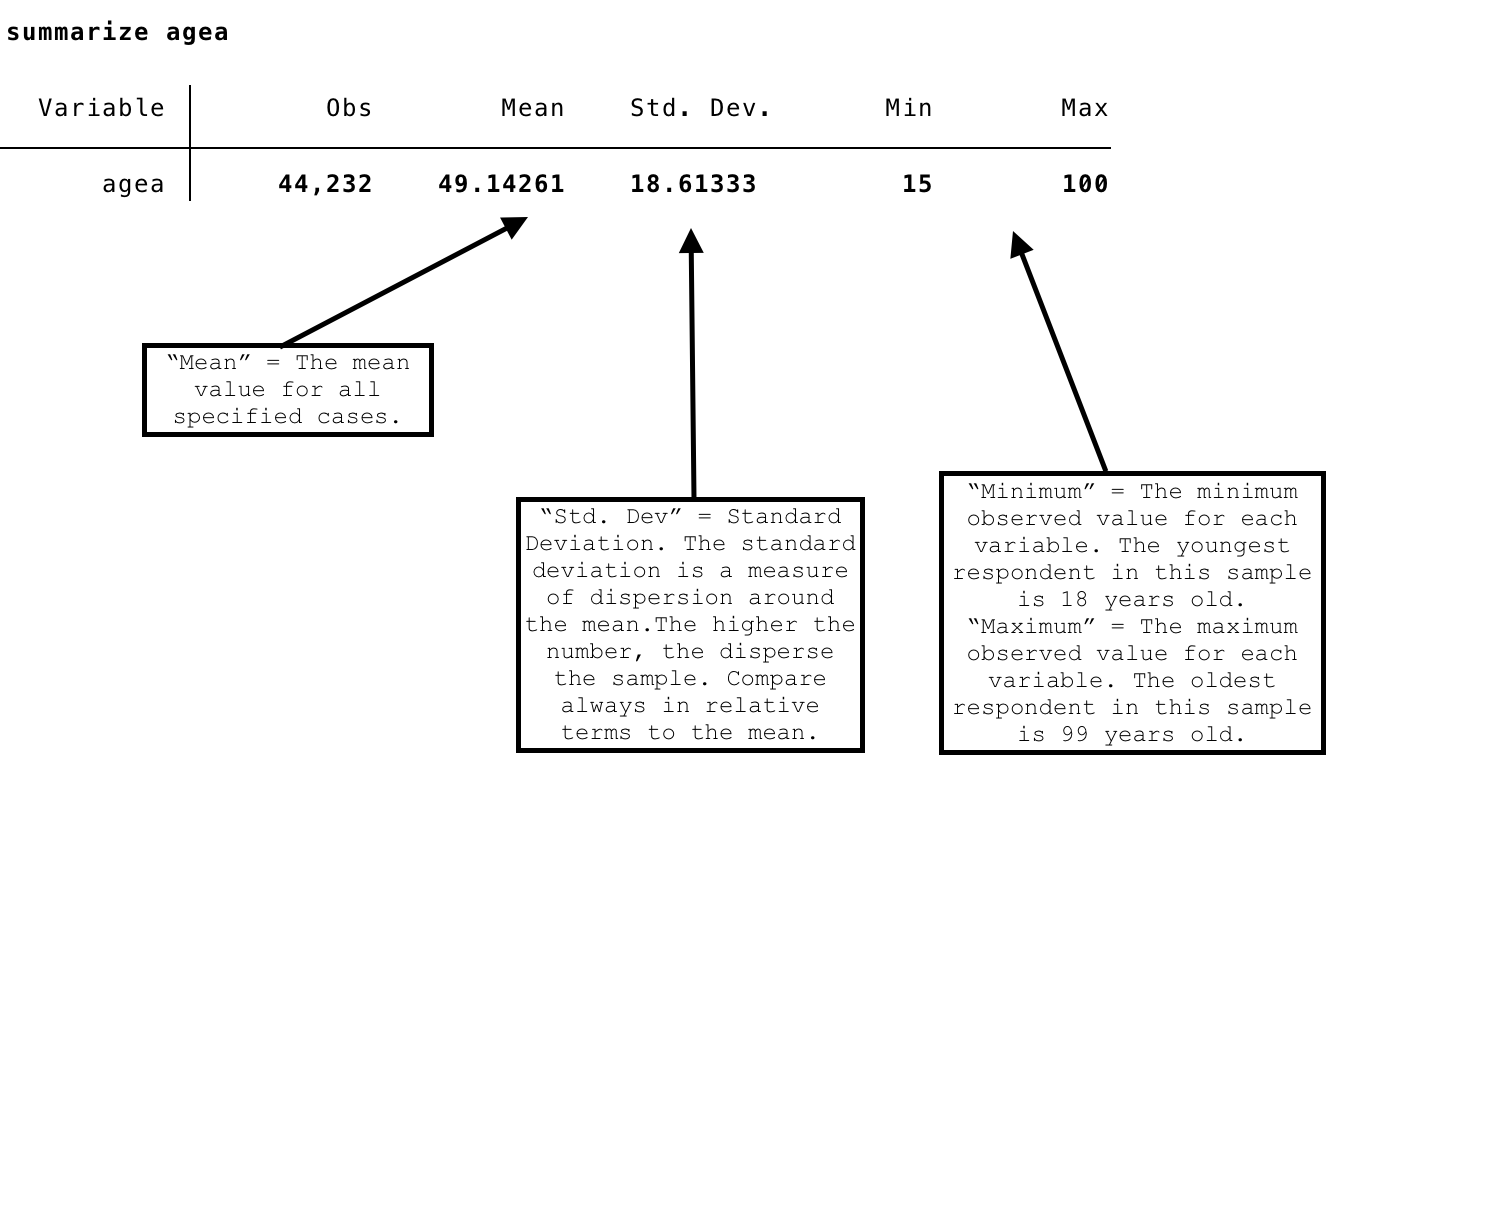 summarize agea
Variable Obs Mean Std. Dev. Min Max
agea 44,232 49.14261 18.61333 15 100
“Mean” = The mean
value for all
specified cases.
“Std. Dev” = Standard
Deviation. The standard
deviation is a measure
of dispersion around
the mean.The higher the
number, the disperse
the sample. Compare
always in relative
terms to the mean.
“Minimum” = The minimum
observed value for each
variable. The youngest
respondent in this sample
is 18 years old.
“Maximum” = The maximum
observed value for each
variable. The oldest
respondent in this sample
is 99 years old.